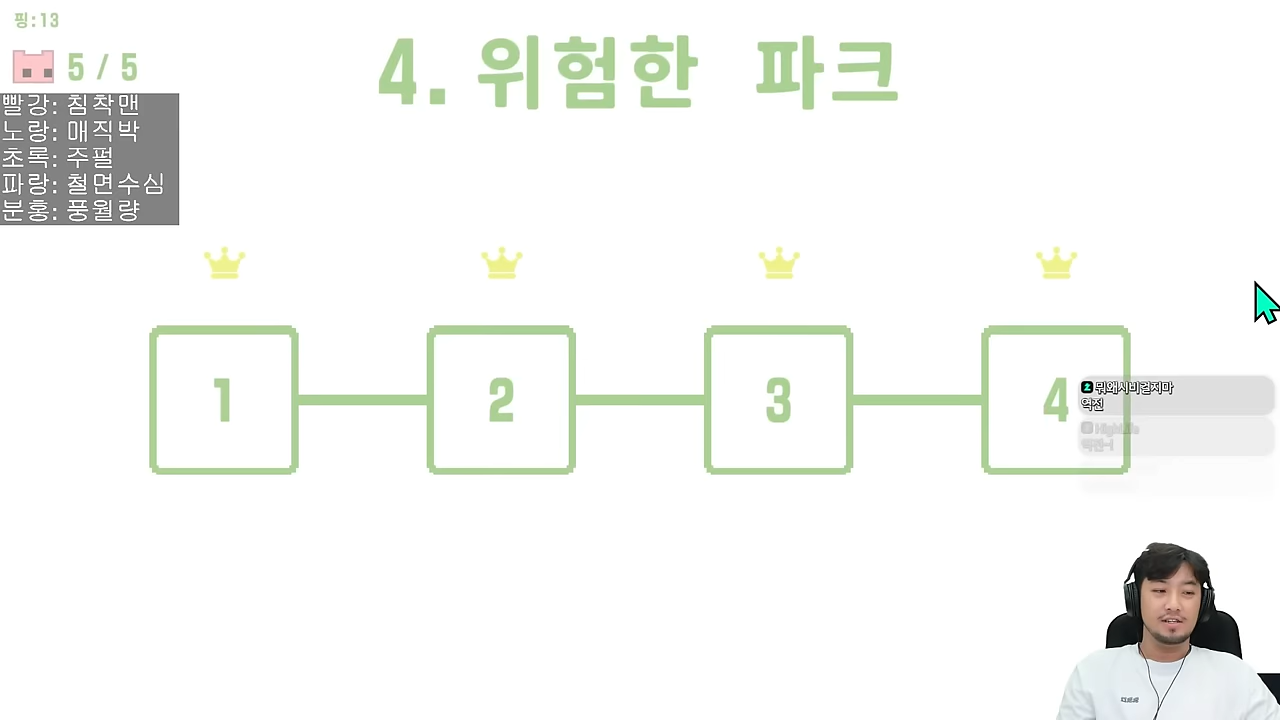 핑:13
5 / 5
4. 위험한 파크
빨강: 침착맨
노랑: 매직박
초록: 주펄
파랑: 철면수심
분홍: 풍월량
1
2
3
4
뭐왜시비걸지마
역전